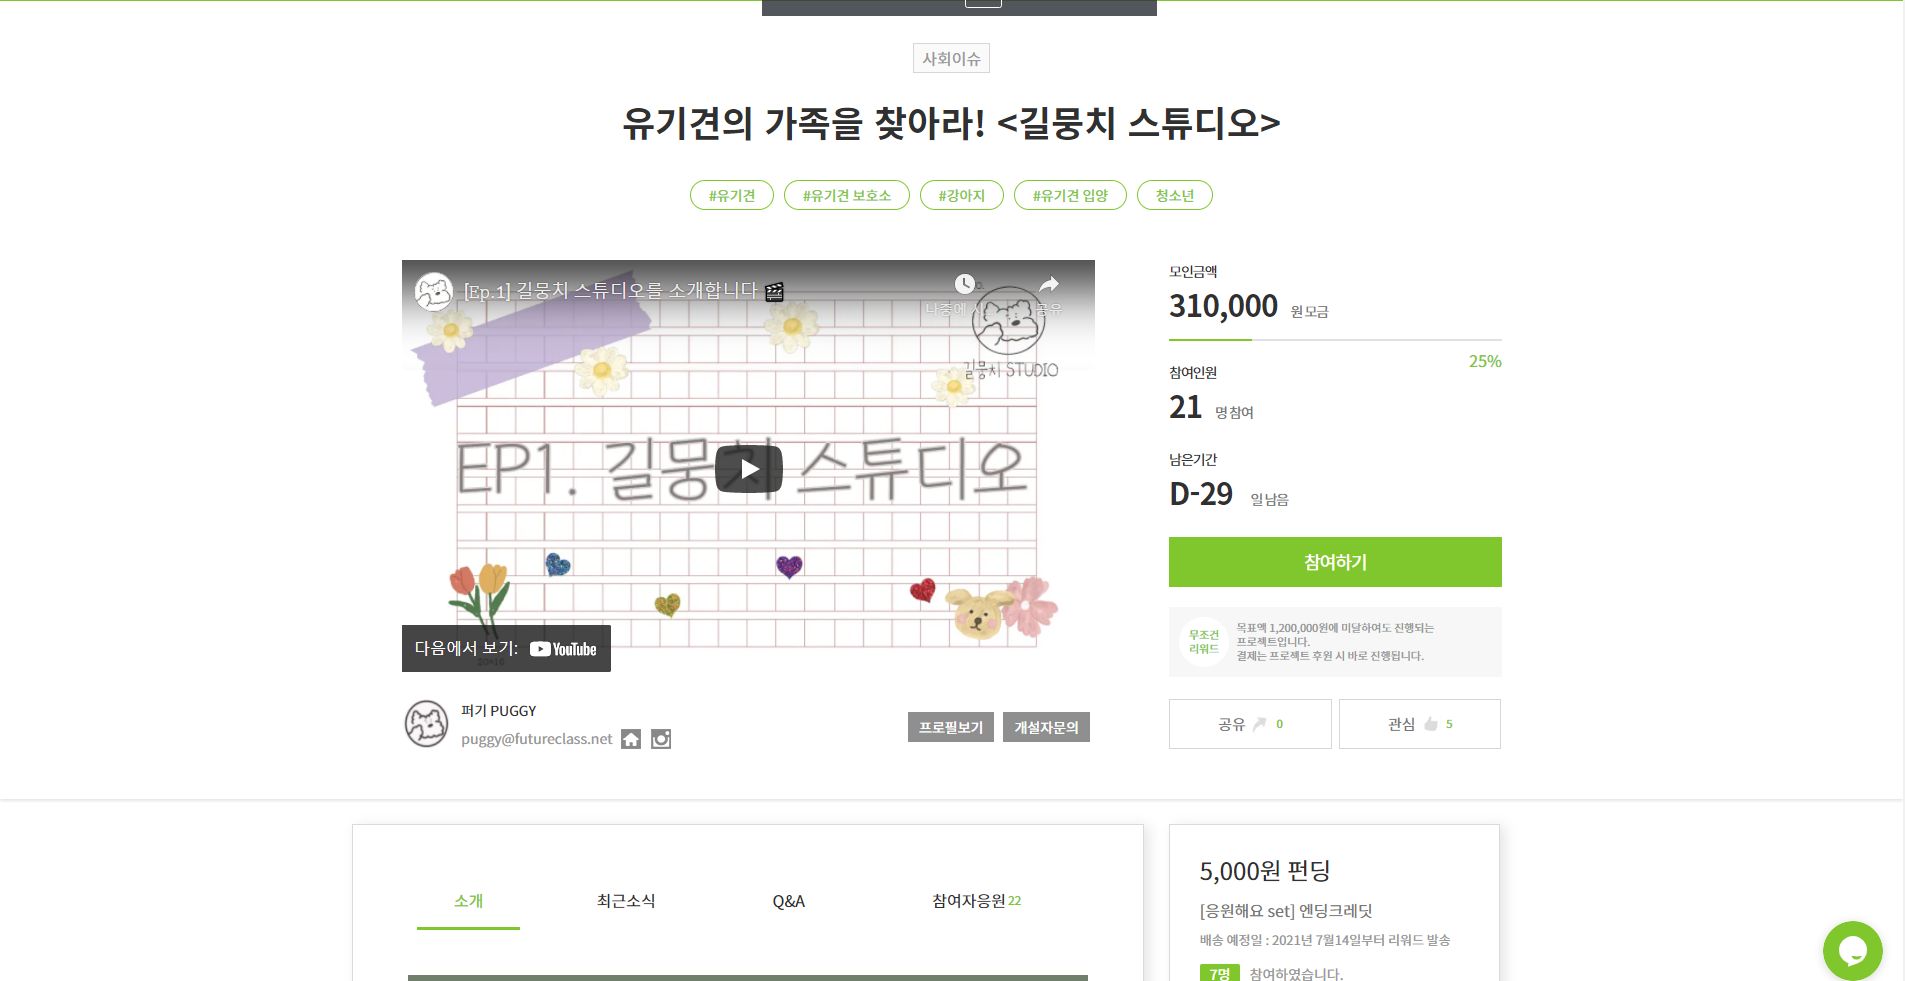 사회이슈
유기견의 가족을 찾아라! <길뭉치 스튜디오>
#유기견 #유기견 보호소 #강아지 #유기견 입양 청소년
[Ep.1] 길뭉치 스튜디오를 소개합니다
나중에 시 공유
길뭉치 STUDIO
EP1. 길뭉치 스튜디오
다음에서 보기: YouTube
20×10
퍼기 PUGGY
puggy@futureclass.net
프로필보기 개설자문의
모인금액
310,000 원 모금
25%
참여인원
21 명 참여
남은기간
D-29 일 남음
참여하기
무조건
리워드
목표액 1,200,000원에 미달하여도 진행되는
프로젝트입니다.
결제는 프로젝트 후원 시 바로 진행됩니다.
공유 0 관심 5
소개 최근소식 Q&A 참여자응원 22
5,000원 펀딩
[응원해요 set] 엔딩크레딧
배송 예정일 : 2021년 7월14일부터 리워드 발송
7명 참여하였습니다.